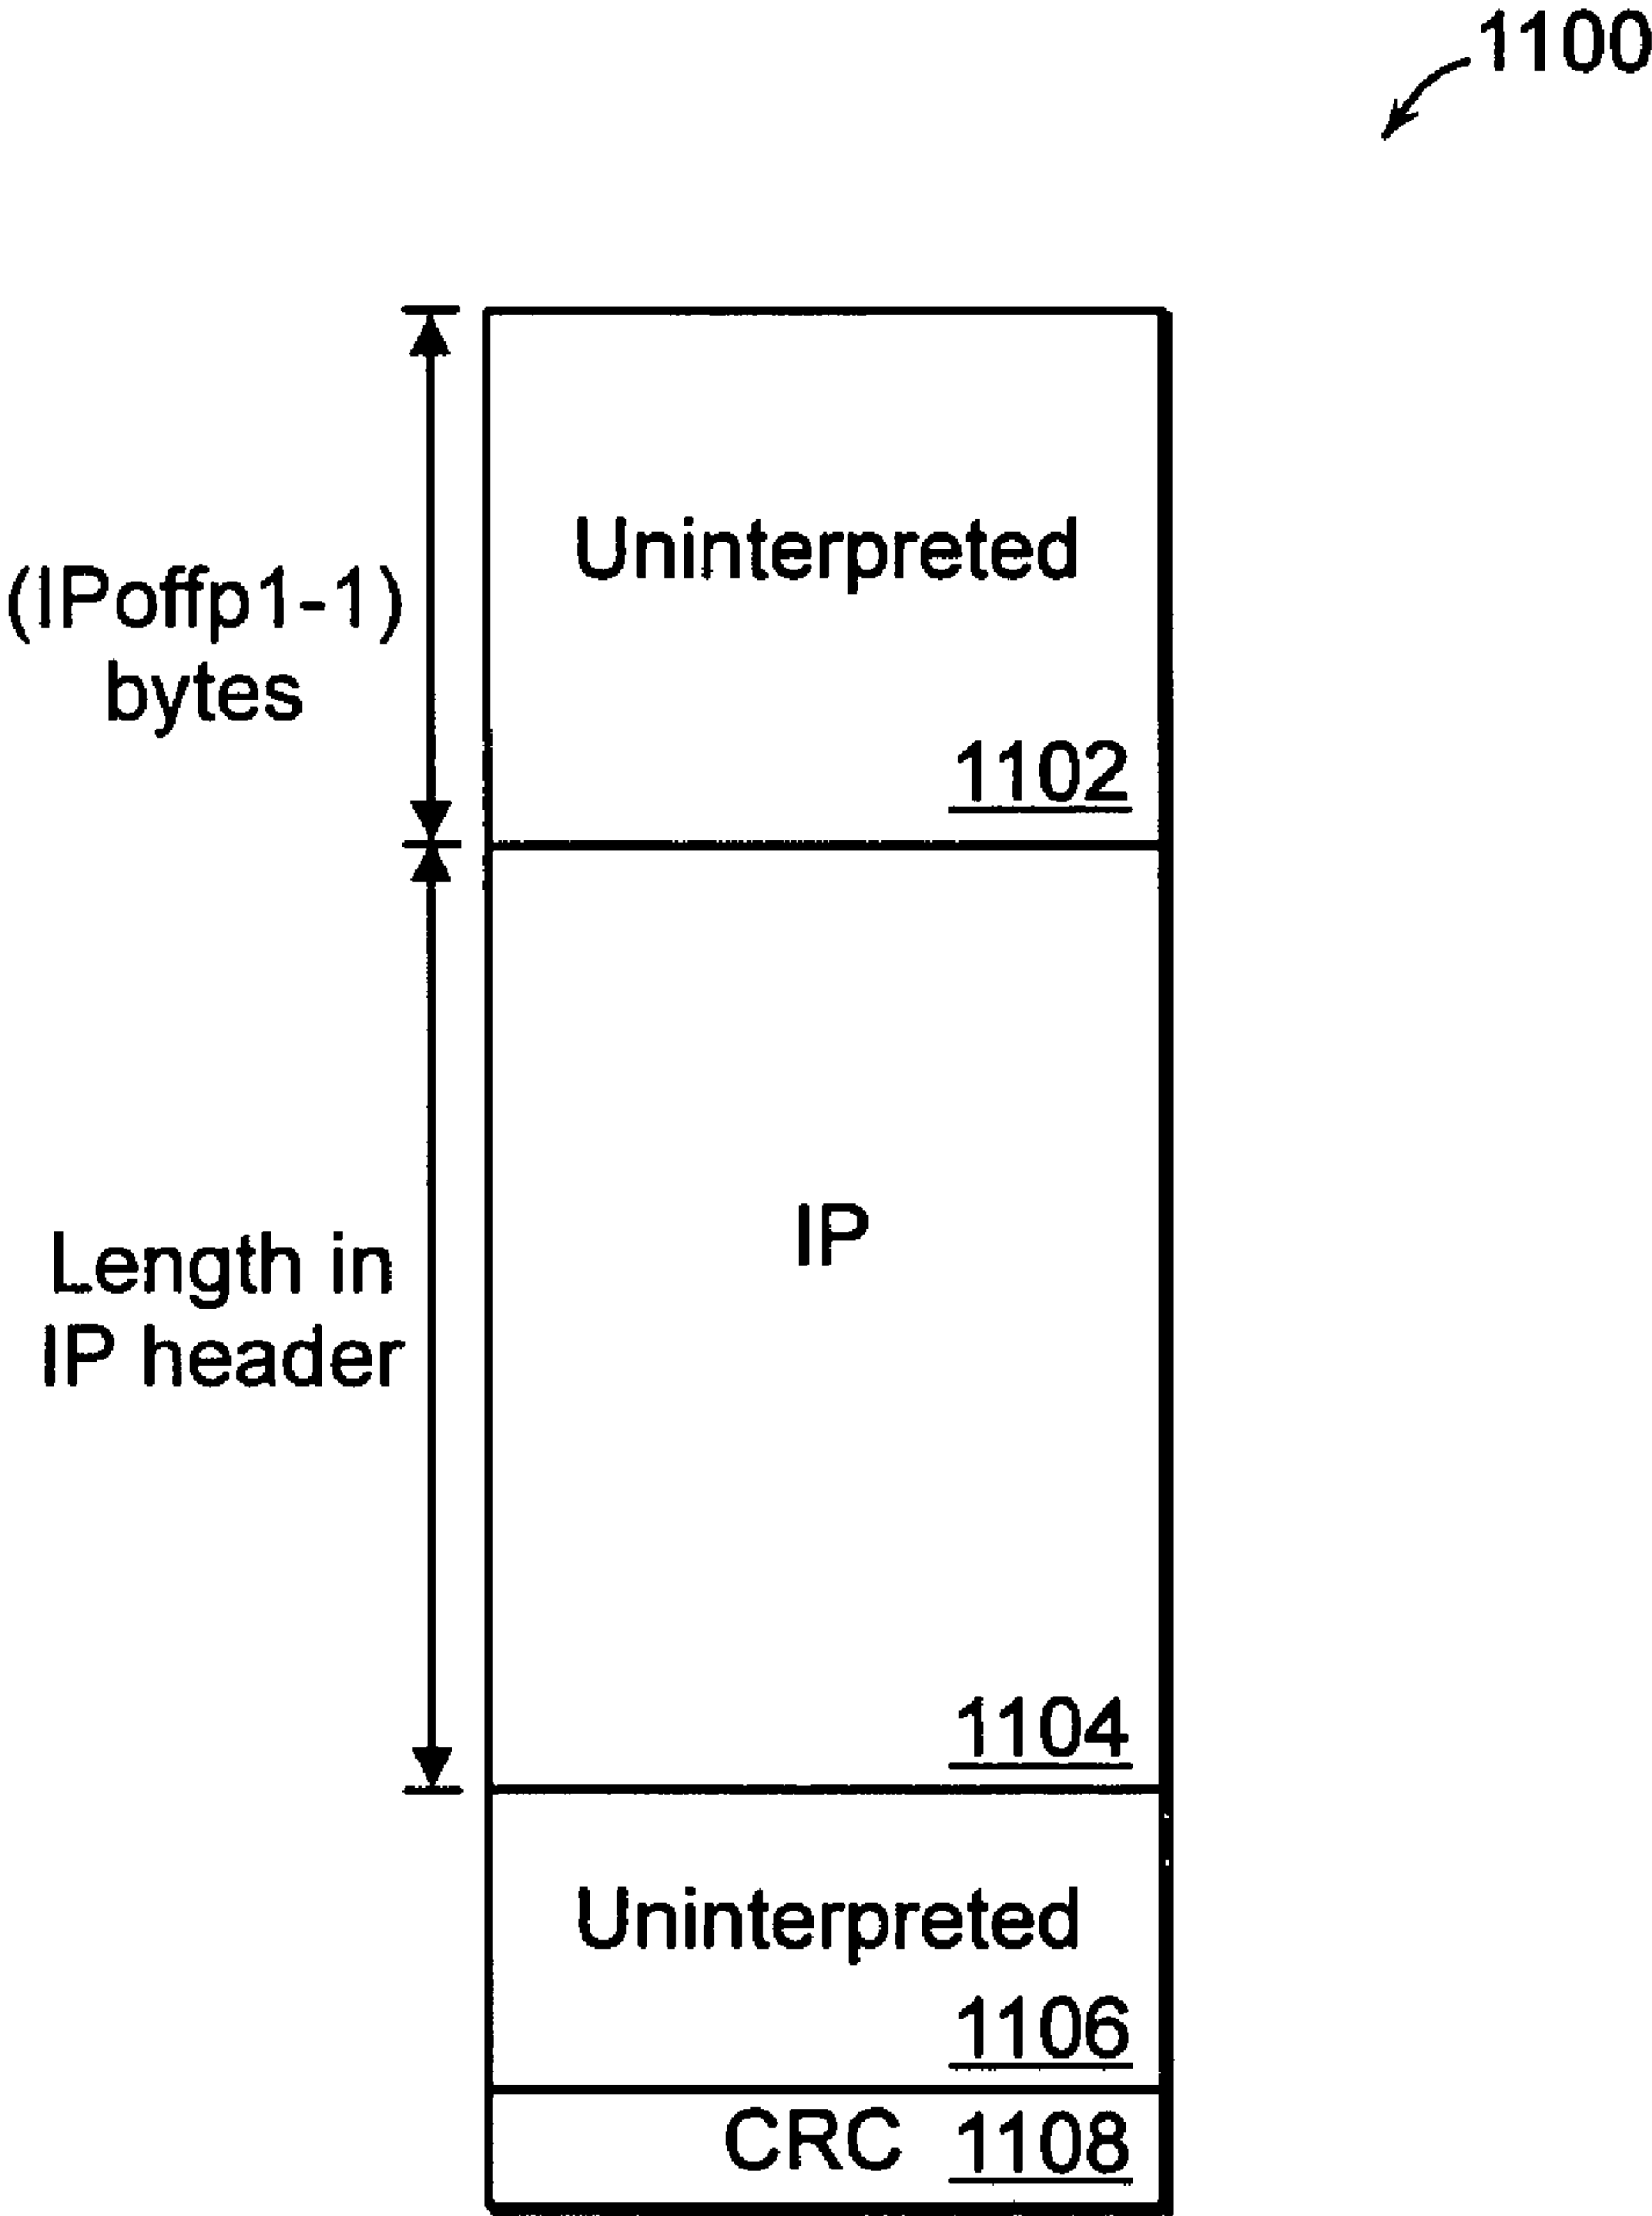 1100
Uninterpreted
(IPoffp1-1)
bytes
1102
IP
Length in
IP header
1104
Uninterpreted
1106
CRC 1108